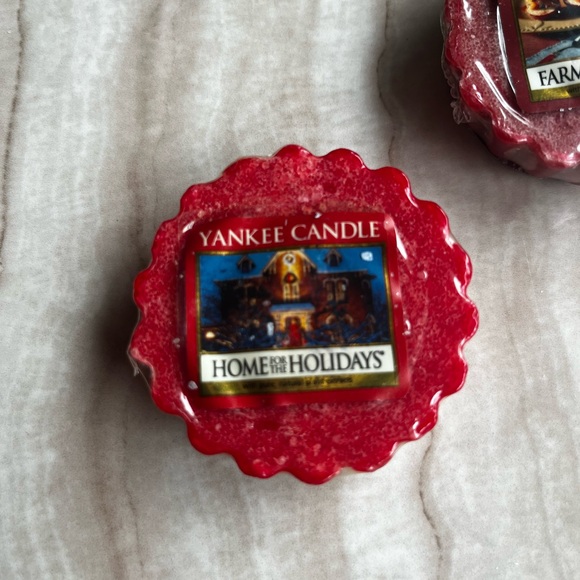 FARM
YANKEE CANDLE
HOME FOR THE HOLIDAYS®